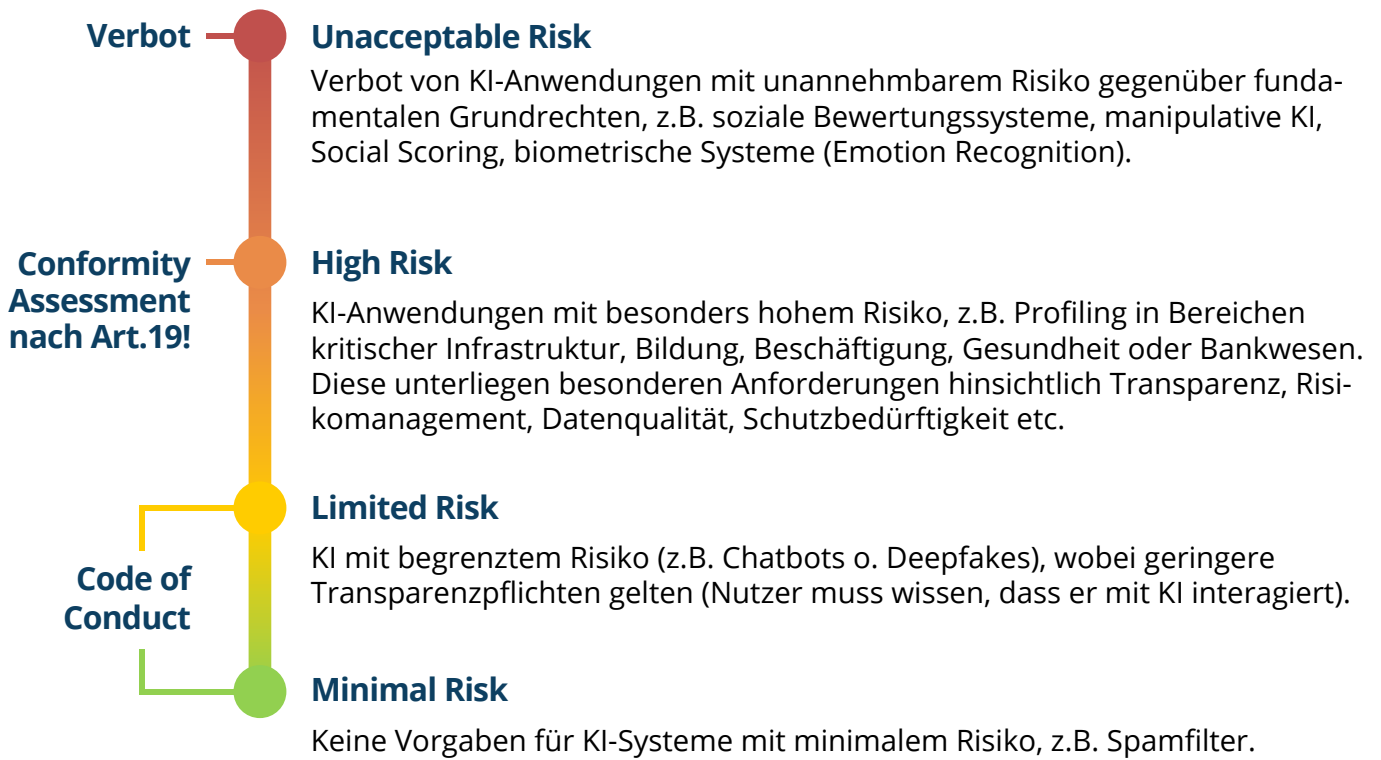 Verbot
Unacceptable Risk
Verbot von KI-Anwendungen mit unannehmbarem Risiko gegenüber funda-
mentalen Grundrechten, z.B. soziale Bewertungssysteme, manipulative KI,
Social Scoring, biometrische Systeme (Emotion Recognition).
Conformity
Assessment
nach Art.19!
High Risk
KI-Anwendungen mit besonders hohem Risiko, z.B. Profiling in Bereichen
kritischer Infrastruktur, Bildung, Beschäftigung, Gesundheit oder Bankwesen.
Diese unterliegen besonderen Anforderungen hinsichtlich Transparenz, Risi-
komanagement, Datenqualität, Schutzbedürftigkeit etc.
Limited Risk
KI mit begrenztem Risiko (z.B. Chatbots o. Deepfakes), wobei geringere
Transparenzpflichten gelten (Nutzer muss wissen, dass er mit KI interagiert).
Code of
Conduct
Minimal Risk
Keine Vorgaben für KI-Systeme mit minimalem Risiko, z.B. Spamfilter.